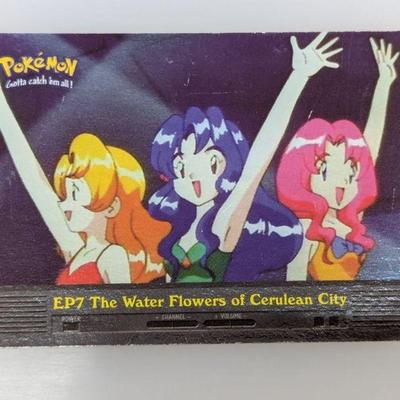 POKéMON
Gotta catch 'em all!
EP7 The Water Flowers of Cerulean City
POWER - CHANNEL - + VOLUME -